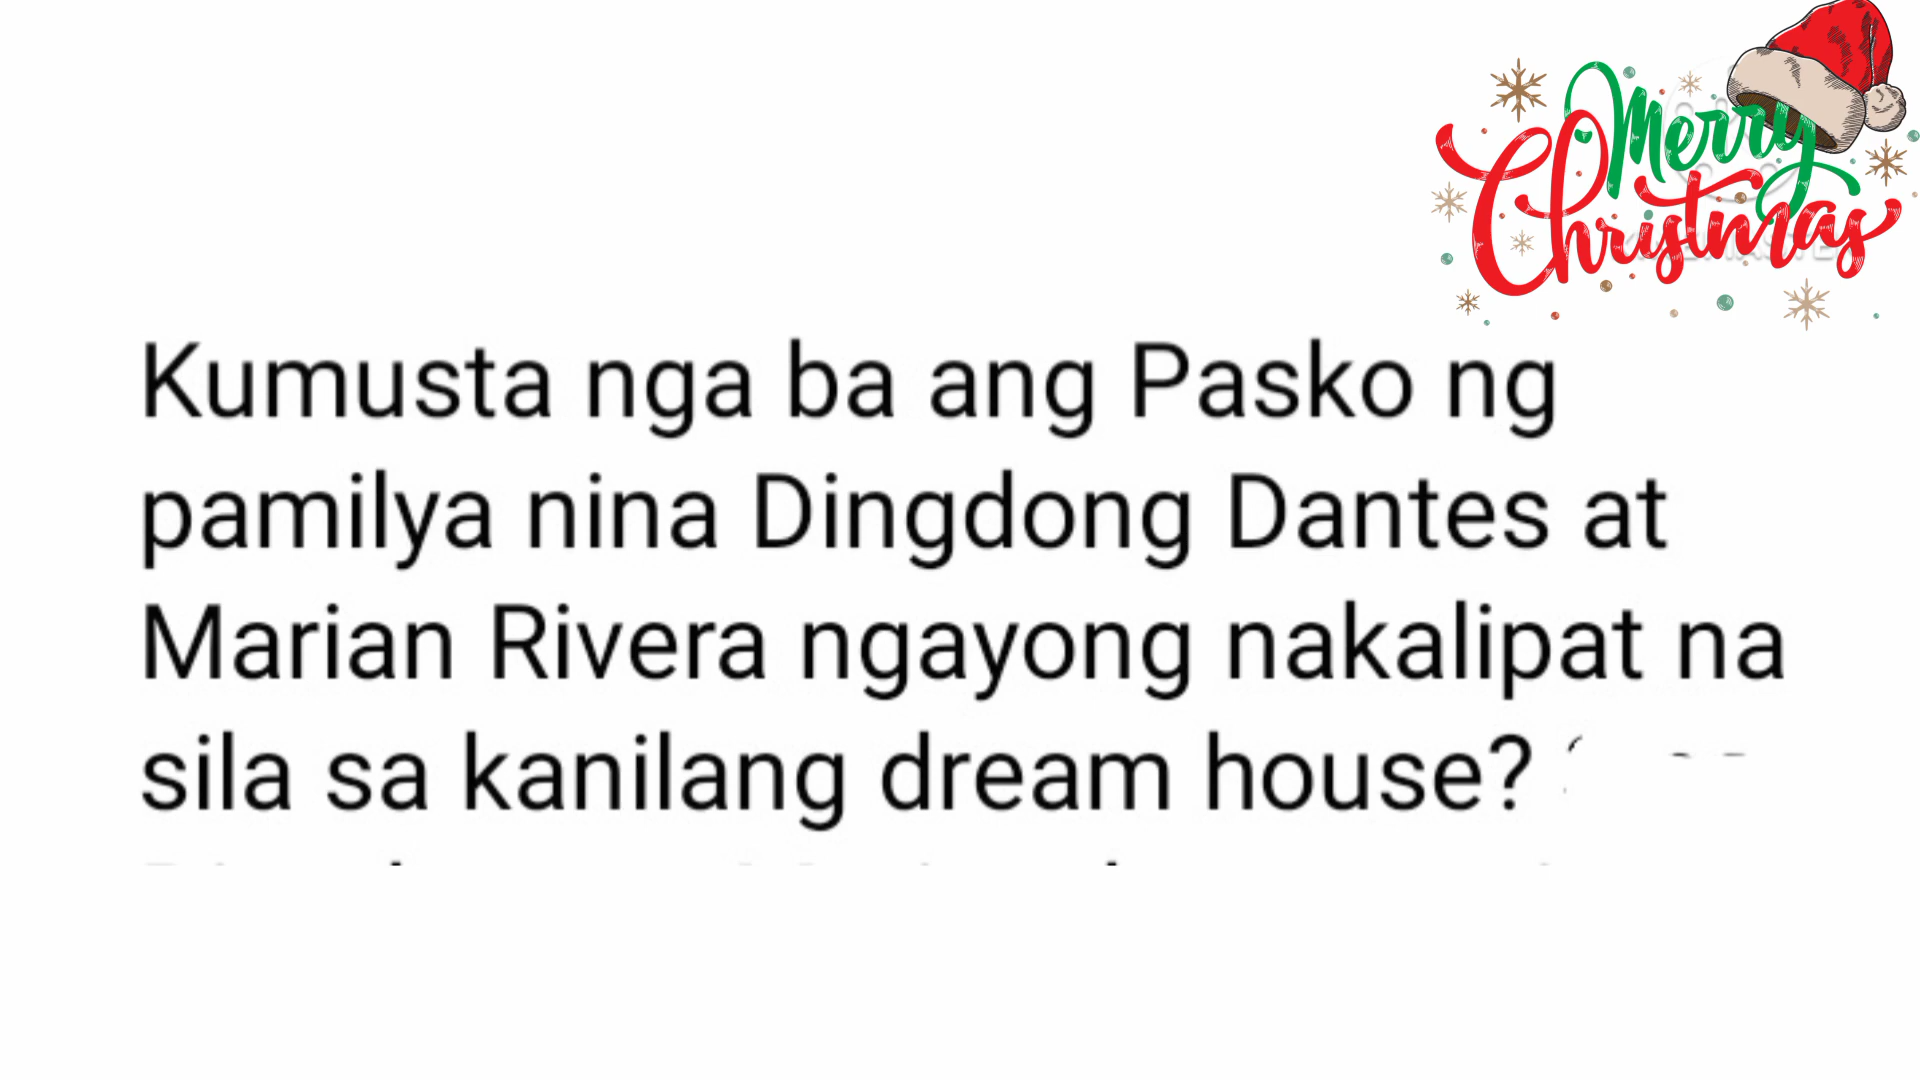 Merry
Christmas
Kumusta nga ba ang Pasko ng
pamilya nina Dingdong Dantes at
Marian Rivera ngayong nakalipat na
sila sa kanilang dream house?